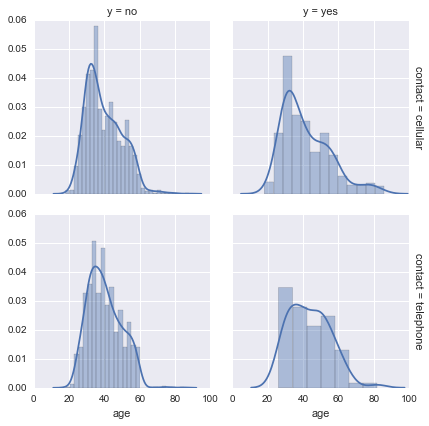 y = no
y = yes
0.06
0.05
0.04
0.03
0.02
0.01
0.00
contact = cellular
0.06
0.05
0.04
0.03
0.02
0.01
0.00
contact = telephone
0 20 40 60 80 100
0 20 40 60 80 100
age
age